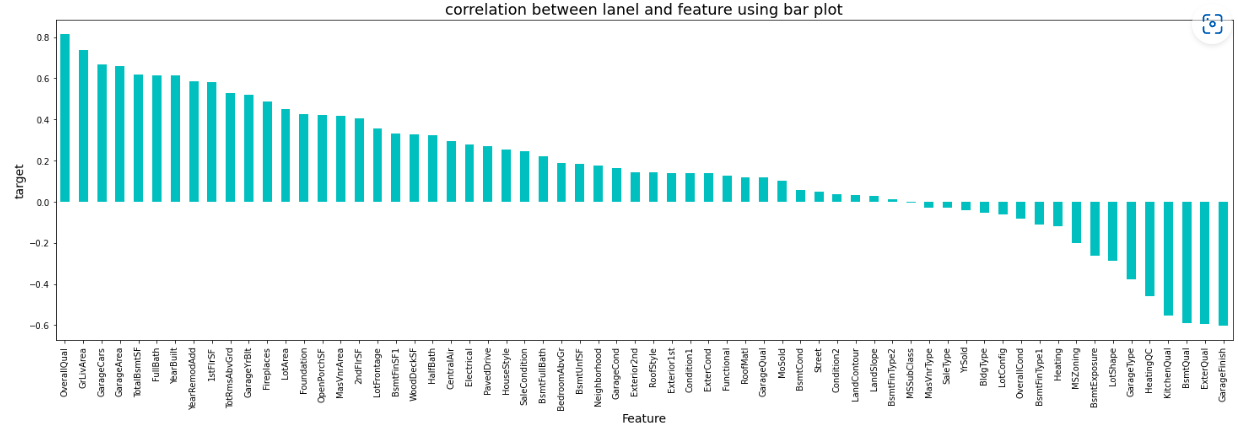 correlation between lanel and feature using bar plot
0.8
0.6
0.4
0.2
0.0
−0.2
−0.4
−0.6
target
OverallQual
GrLivArea
GarageCars
GarageArea
TotalBsmtSF
FullBath
YearBuilt
YearRemodAdd
1stFlrSF
TotRmsAbvGrd
GarageYrBlt
Fireplaces
LotArea
Foundation
OpenPorchSF
MasVnrArea
2ndFlrSF
LotFrontage
BsmtFinSF1
WoodDeckSF
HalfBath
CentralAir
Electrical
PavedDrive
HouseStyle
SaleCondition
BsmtFullBath
BedroomAbvGr
BsmtUnfSF
Neighborhood
GarageCond
Exterior2nd
RoofStyle
Exterior1st
Condition1
ExterCond
Functional
RoofMatl
GarageQual
MoSold
BsmtCond
Street
Condition2
LandContour
LandSlope
BsmtFinType2
MSSubClass
MasVnrType
SaleType
YrSold
BldgType
LotConfig
OverallCond
BsmtFinType1
Heating
MSZoning
BsmtExposure
LotShape
GarageType
HeatingQC
KitchenQual
BsmtQual
ExterQual
GarageFinish
Feature